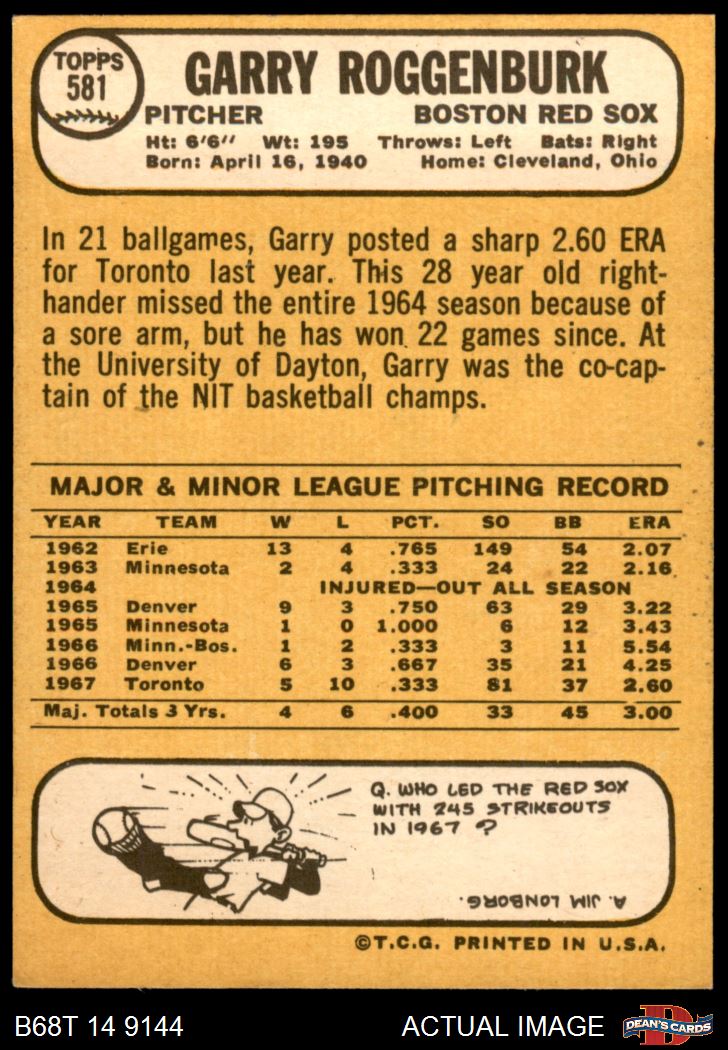 TOPPS
581
GARRY ROGGENBURK
PITCHER BOSTON RED SOX
Ht: 6'6" Wt: 195 Throws: Left Bats: Right
Born: April 16, 1940 Home: Cleveland, Ohio
In 21 ballgames, Garry posted a sharp 2.60 ERA
for Toronto last year. This 28 year old right-
hander missed the entire 1964 season because of
a sore arm, but he has won 22 games since. At
the University of Dayton, Garry was the co-cap-
tain of the NIT basketball champs.
MAJOR & MINOR LEAGUE PITCHING RECORD
YEAR TEAM W L PCT. SO BB ERA
1962 Erie 13 4 .765 149 54 2.07
1963 Minnesota 2 4 .333 24 22 2.16
1964 INJURED—OUT ALL SEASON
1965 Denver 9 3 .750 63 29 3.22
1965 Minnesota 1 0 1.000 6 12 3.43
1966 Minn.-Bos. 1 2 .333 3 11 5.54
1966 Denver 6 3 .667 35 21 4.25
1967 Toronto 5 10 .333 81 37 2.60
Maj. Totals 3 Yrs. 4 6 .400 33 45 3.00
Q. WHO LED THE RED SOX
WITH 245 STRIKEOUTS
IN 1967 ?
A. JIM LONBORG.
©T.C.G. PRINTED IN U.S.A.
B68T 14 9144 ACTUAL IMAGE
D
DEAN'S CARDS